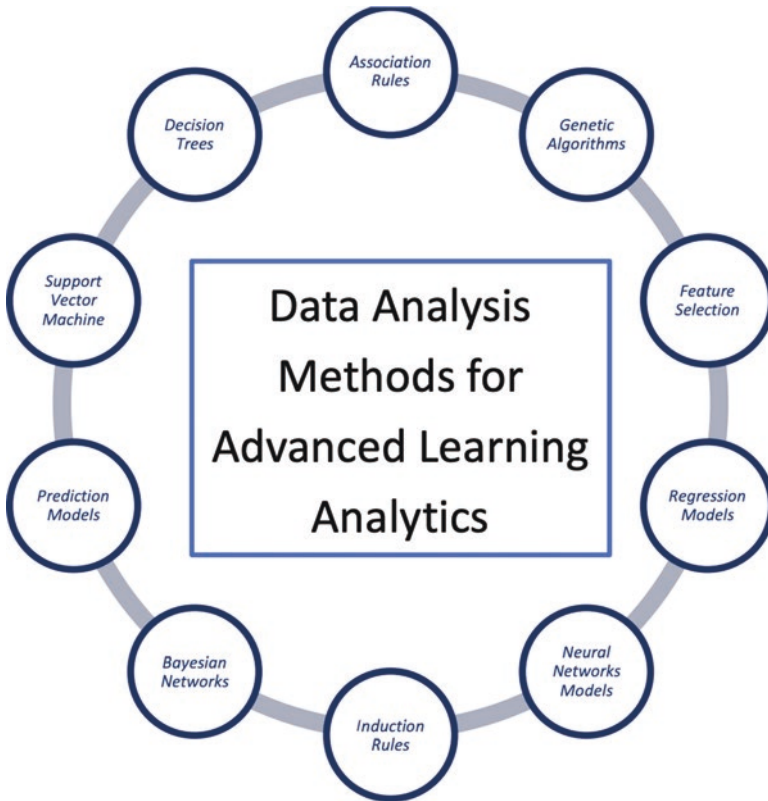 Association
Rules
Genetic
Algorithms
Feature
Selection
Regression
Models
Neural
Networks
Models
Induction
Rules
Bayesian
Networks
Prediction
Models
Support
Vector
Machine
Decision
Trees
Data Analysis
Methods for
Advanced Learning
Analytics